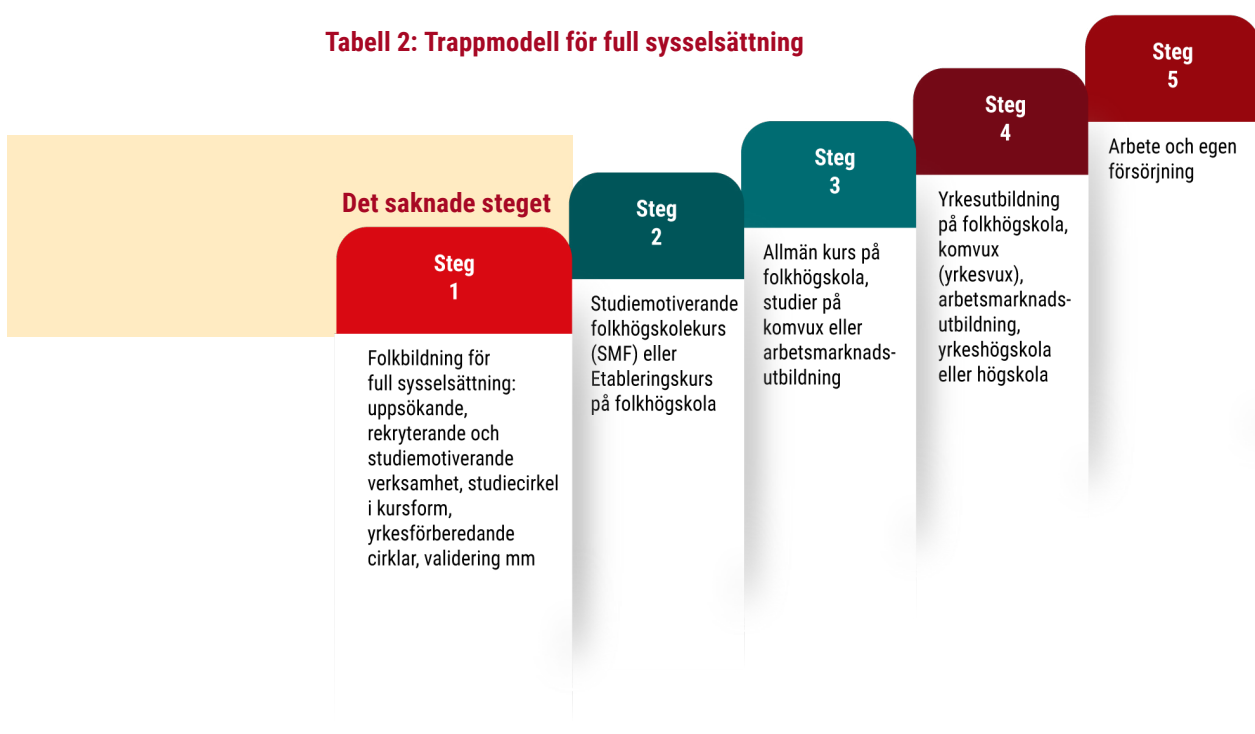 Tabell 2: Trappmodell för full sysselsättning
Det saknade steget
Steg
1
Folkbildning för
full sysselsättning:
uppsökande,
rekryterande och
studiemotiverande
verksamhet, studiecirkel
i kursform,
yrkesförberedande
cirklar, validering mm
Steg
2
Studiemotiverande
folkhögskolekurs
(SMF) eller
Etableringskurs
på folkhögskola
Steg
3
Allmän kurs på
folkhögskola,
studier på
komvux eller
arbetsmarknads-
utbildning
Steg
4
Yrkesutbildning
på folkhögskola,
komvux
(yrkesvux),
arbetsmarknads-
utbildning,
yrkeshögskola
eller högskola
Steg
5
Arbete och egen
försörjning